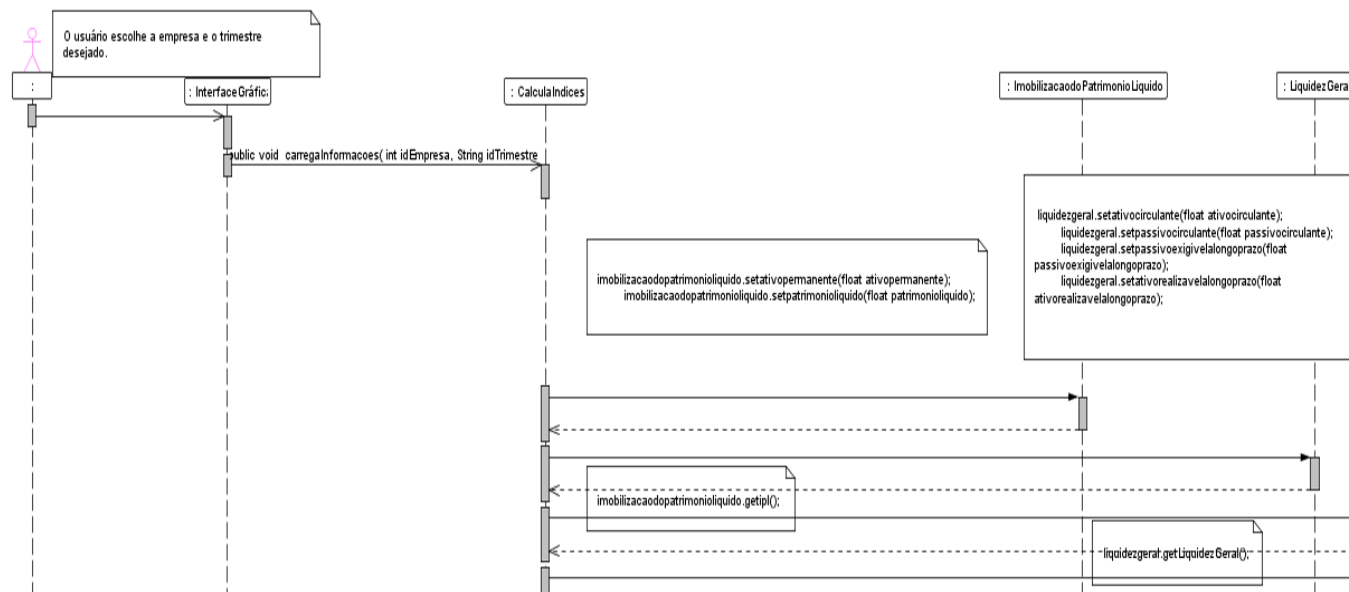 O usuário escolhe a empresa e o trimestre
desejado.
:
: InterfaceGráfic
: CalculaIndices
: ImobilizacaodoPatrimonioLiquido
: LiquidezGera
public void carregaInformacoes( int idEmpresa, String idTrimestre
liquidezgeral.setativocirculante(float ativocirculante);
liquidezgeral.setpassivocirculante(float passivocirculante);
liquidezgeral.setpassivoexigivelalongoprazo(float
passivoexigivelalongoprazo);
liquidezgeral.setativorealizavelalongoprazo(float
ativorealizavelalongoprazo);
imobilizacaodopatrimonioliquido.setativopermanente(float ativopermanente);
imobilizacaodopatrimonioliquido.setpatrimonioliquido(float patrimonioliquido);
imobilizacaodopatrimonioliquido.getipl();
liquidezgeral.getLiquidezGeral();